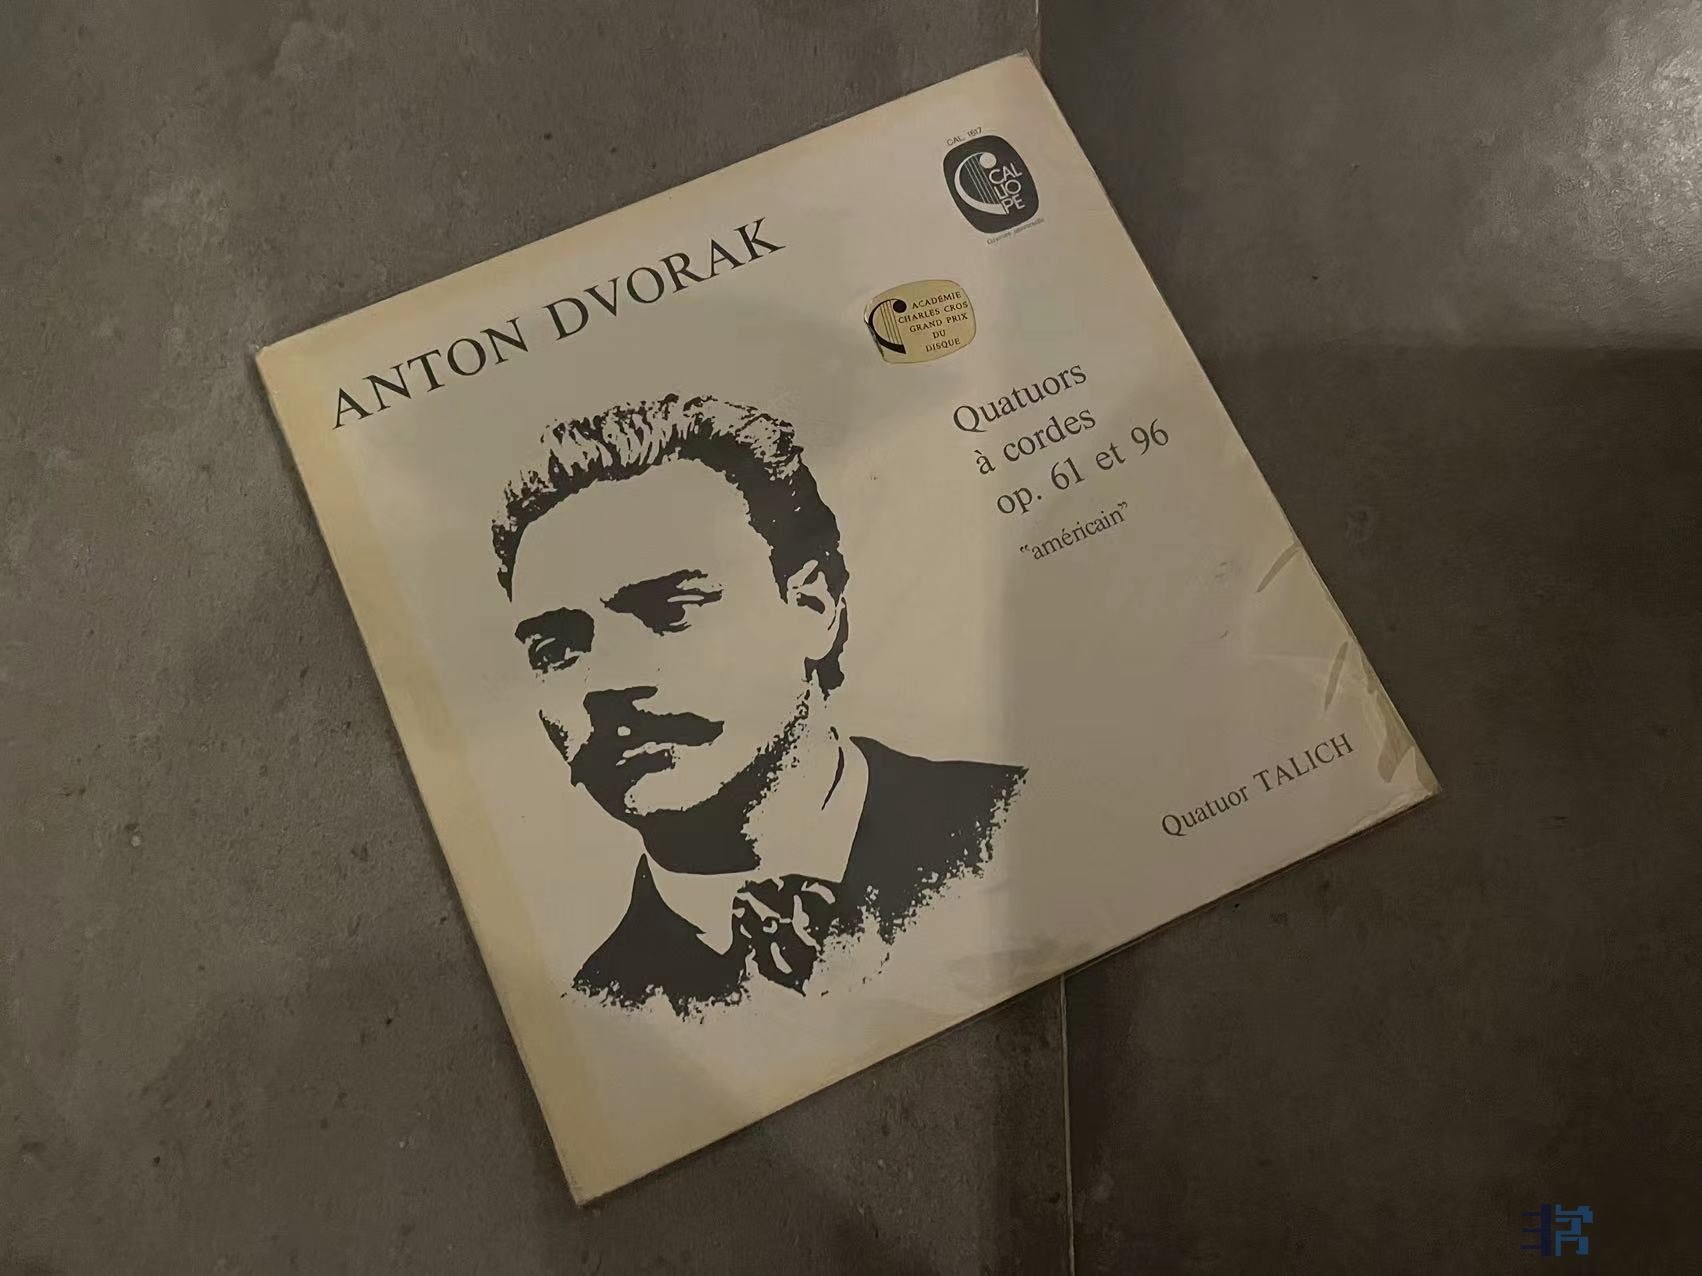 ANTON DVORAK
CAL. 1617
CAL
LIO
PE
ACADÉMIE
CHARLES CROS
GRAND PRIX
DU
DISQUE
Quatuors
à cordes
op. 61 et 96
"américain"
Quatuor TALICH